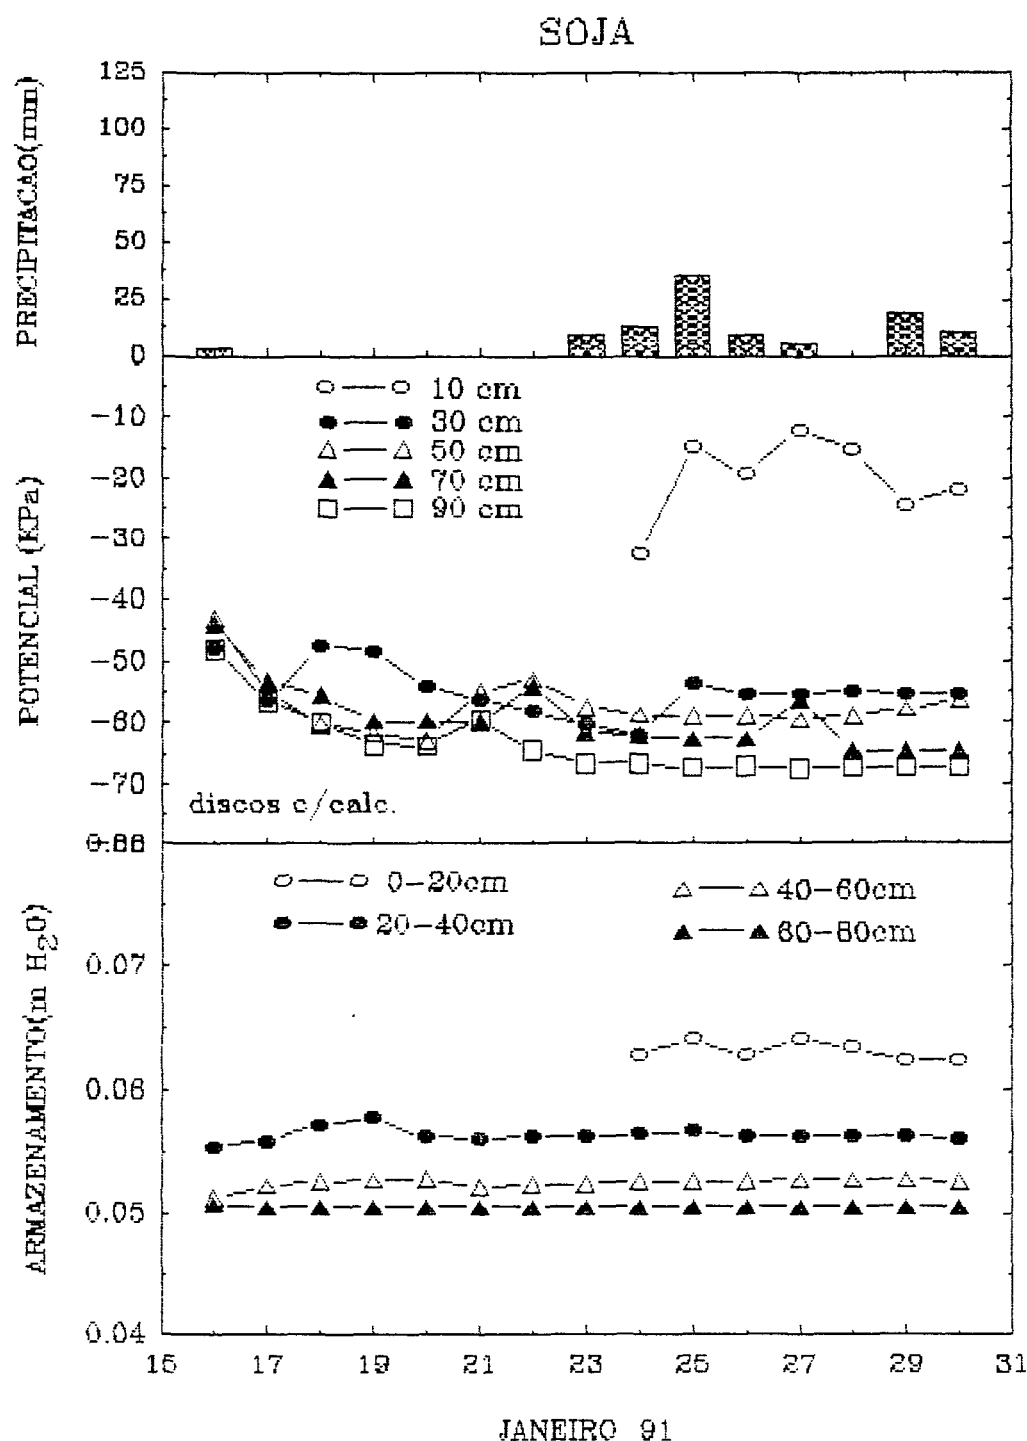 SOJA
PRECIPITACAO(mm)
125
100
75
50
25
0
POTENCIAL (KPa)
-10
-20
-30
-40
-50
-60
-70
10 cm
30 cm
50 cm
70 cm
90 cm
discos c/calc.
ARMAZENAMENTO(m H2O)
0.07
0.06
0.05
0.04
0-20cm
20-40cm
40-60cm
60-80cm
15 17 19 21 23 25 27 29 31
JANEIRO 91